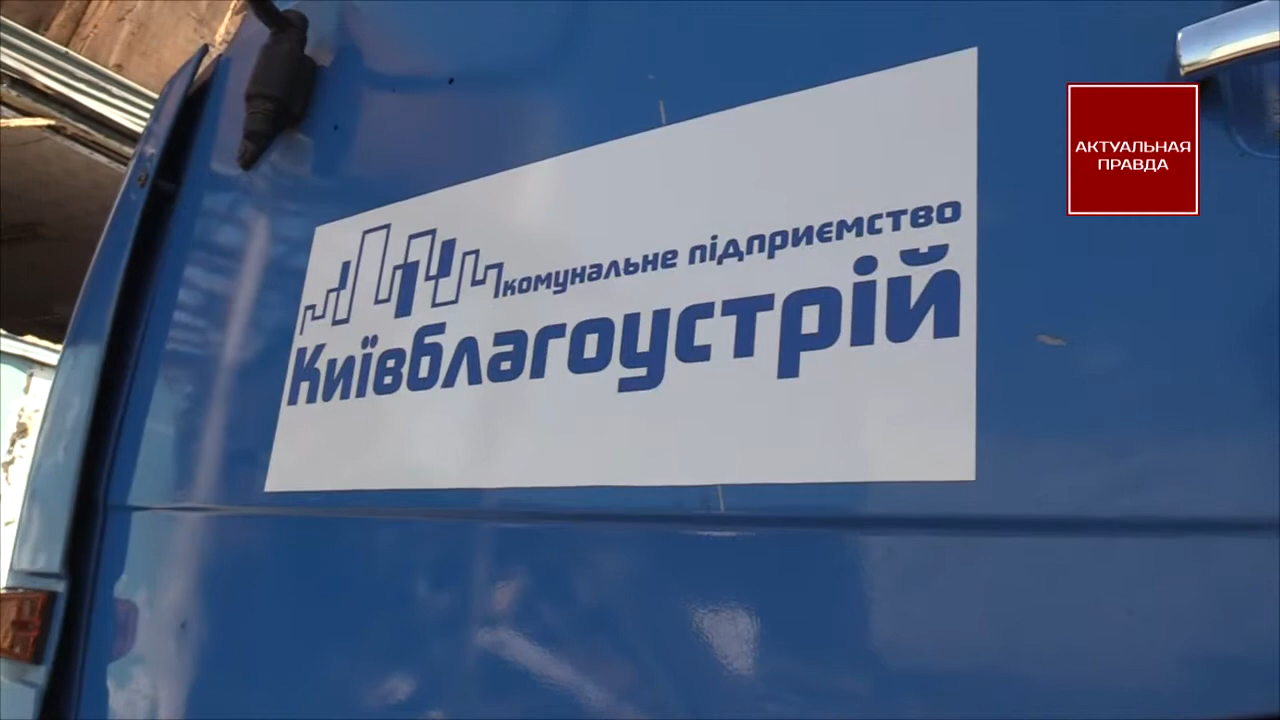 комунальне підприємство
Київблагоустрій
АКТУАЛЬНАЯ
ПРАВДА